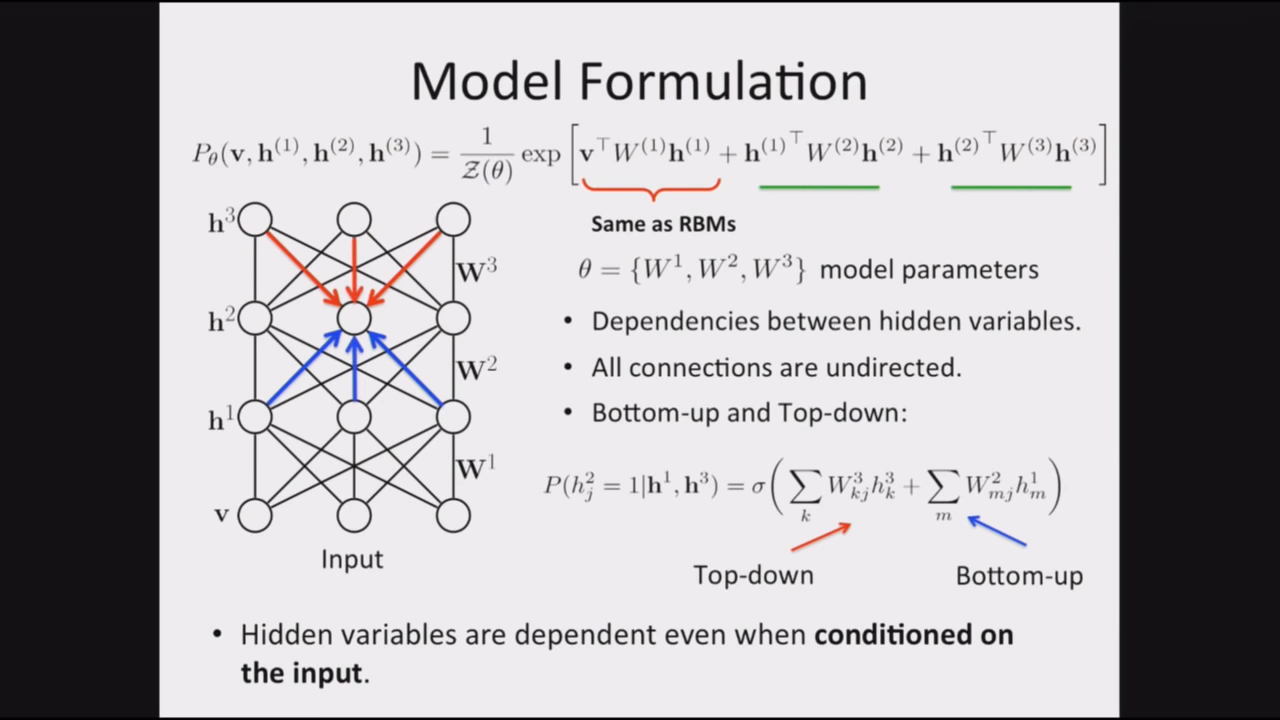 Model Formulation
P_θ(v, h^(1), h^(2), h^(3)) = 1/Z(θ) exp [ v^⊤ W^(1) h^(1) + h^(1)⊤ W^(2) h^(2) + h^(2)⊤ W^(3) h^(3) ]
Same as RBMs
h^3
W^3
θ = {W^1, W^2, W^3} model parameters
h^2
• Dependencies between hidden variables.
W^2
• All connections are undirected.
h^1
• Bottom-up and Top-down:
W^1
P(h_j^2 = 1|h^1, h^3) = σ( ∑_k W_kj^3 h_k^3 + ∑_m W_mj^2 h_m^1 )
v
Input
Top-down
Bottom-up
• Hidden variables are dependent even when conditioned on
the input.